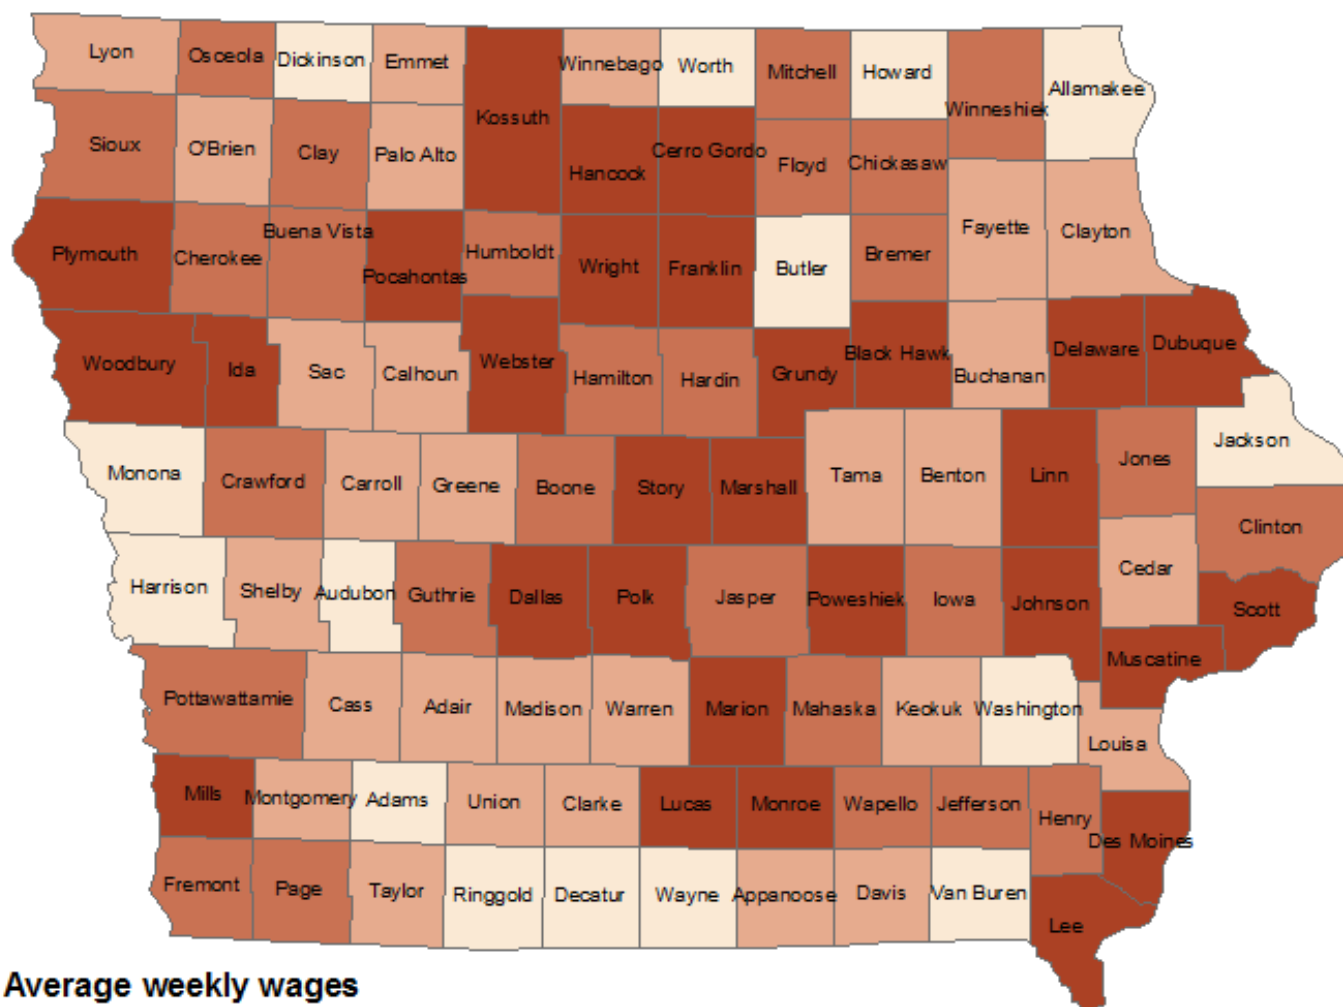 Lyon
Osceola
Dickinson
Emmet
Kossuth
Winnebago
Worth
Mitchell
Howard
Winneshiek
Allamakee
Sioux
O'Brien
Clay
Palo Alto
Hancock
Cerro Gordo
Floyd
Chickasaw
Fayette
Clayton
Plymouth
Cherokee
Buena Vista
Pocahontas
Humboldt
Wright
Franklin
Butler
Bremer
Woodbury
Ida
Sac
Calhoun
Webster
Hamilton
Hardin
Grundy
Black Hawk
Buchanan
Delaware
Dubuque
Monona
Crawford
Carroll
Greene
Boone
Story
Marshall
Tama
Benton
Linn
Jones
Jackson
Clinton
Harrison
Shelby
Audubon
Guthrie
Dallas
Polk
Jasper
Poweshiek
Iowa
Johnson
Cedar
Scott
Muscatine
Pottawattamie
Cass
Adair
Madison
Warren
Marion
Mahaska
Keokuk
Washington
Louisa
Mills
Montgomery
Adams
Union
Clarke
Lucas
Monroe
Wapello
Jefferson
Henry
Des Moines
Fremont
Page
Taylor
Ringgold
Decatur
Wayne
Appanoose
Davis
Van Buren
Lee
Average weekly wages